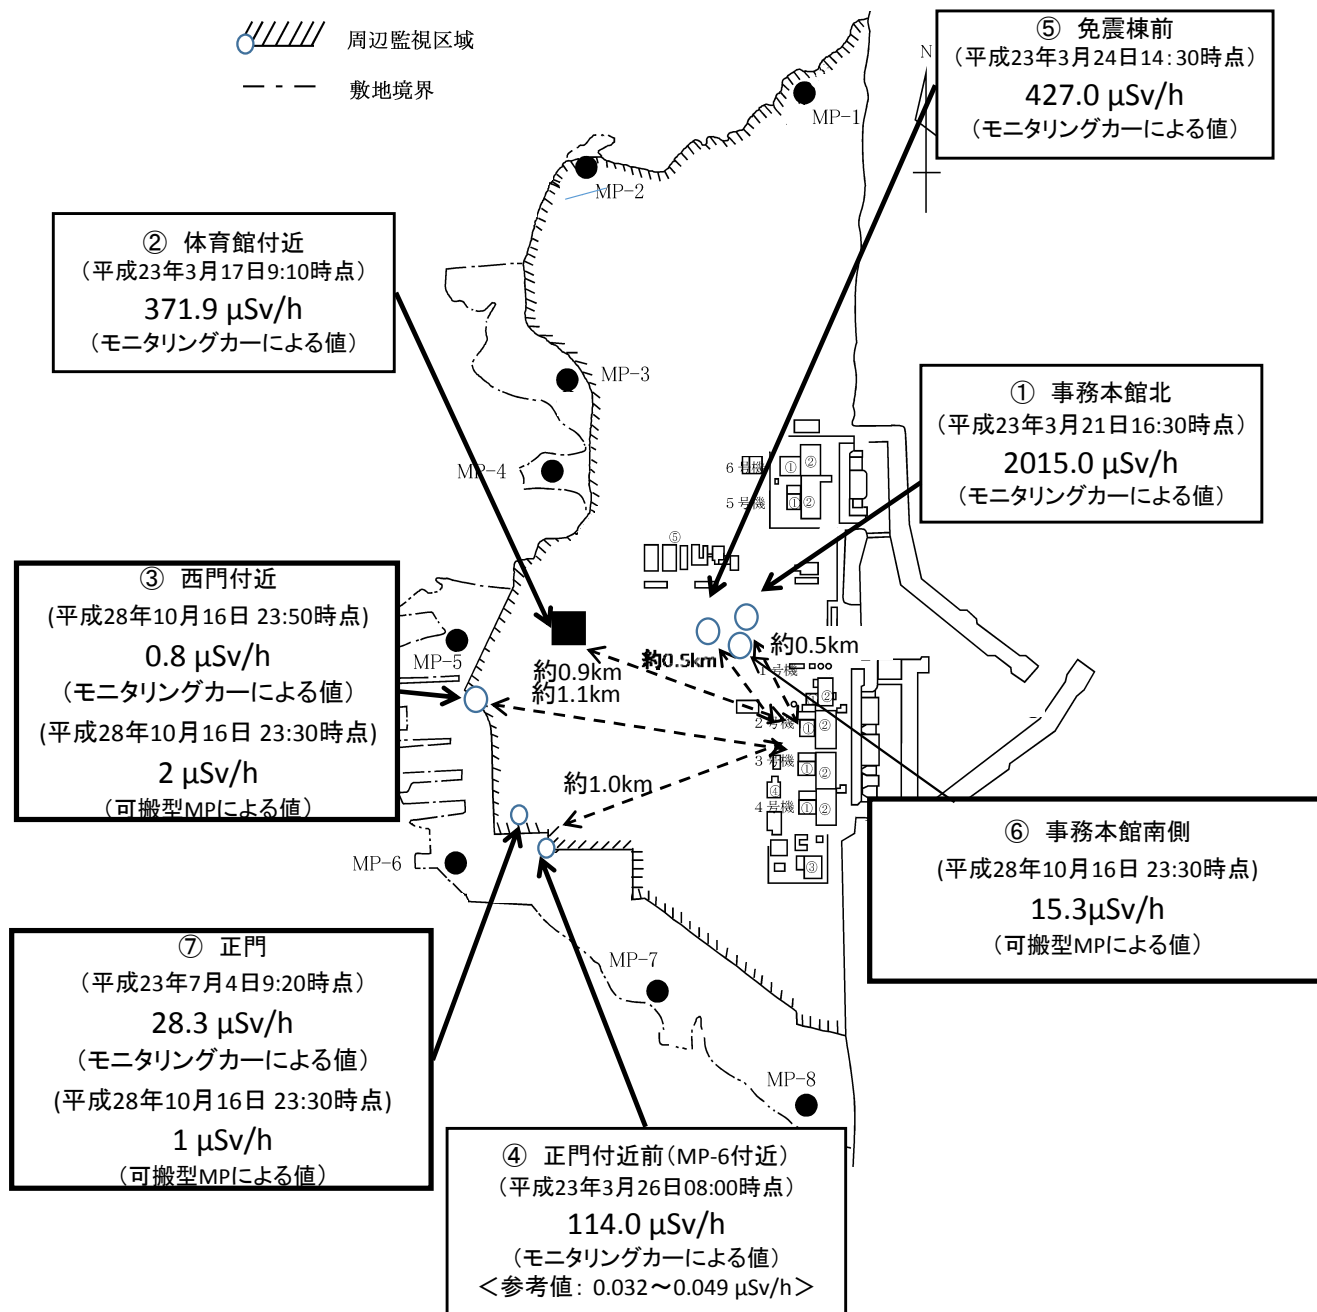 周辺監視区域
敷地境界
⑤ 免震棟前
（平成23年3月24日14：30時点）
427.0 μSv/h
（モニタリングカーによる値）
N
MP-1
MP-2
② 体育館付近
（平成23年3月17日9:10時点）
371.9 μSv/h
（モニタリングカーによる値）
MP-3
① 事務本館北
（平成23年3月21日16:30時点）
2015.0 μSv/h
（モニタリングカーによる値）
MP-4
6号機
① ②
5号機
① ②
⑤
③ 西門付近
(平成28年10月16日 23:50時点)
0.8 μSv/h
（モニタリングカーによる値）
(平成28年10月16日 23:30時点)
2 μSv/h
（可搬型MPによる値）
MP-5
約0.9km
約1.1km
約0.5km
約0.5km
1号機
②
2号機
① ②
3号機
① ②
④
4号機
① ②
③
約1.0km
MP-6
⑥ 事務本館南側
(平成28年10月16日 23:30時点)
15.3μSv/h
（可搬型MPによる値）
⑦ 正門
（平成23年7月4日9:20時点）
28.3 μSv/h
（モニタリングカーによる値）
(平成28年10月16日 23:30時点)
1 μSv/h
（可搬型MPによる値）
MP-7
MP-8
④ 正門付近前（MP-6付近）
（平成23年3月26日08:00時点）
114.0 μSv/h
（モニタリングカーによる値）
＜参考値： 0.032～0.049 μSv/h＞